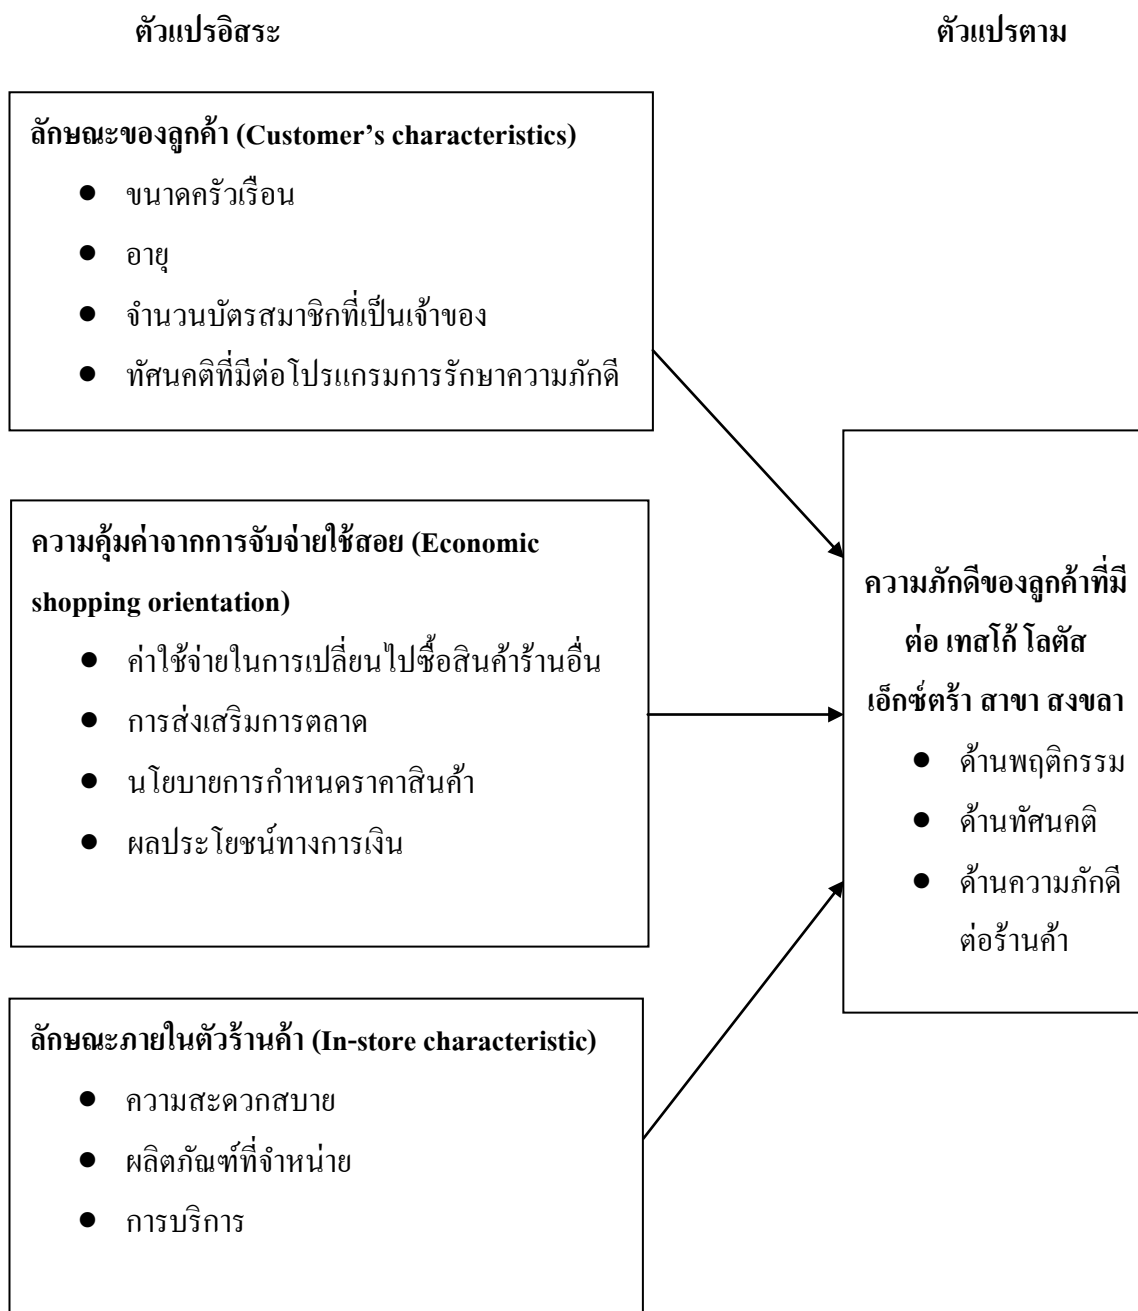 ตัวแปรอิสระ
ตัวแปรตาม
ลักษณะของลูกค้า (Customer’s characteristics)
● ขนาดครัวเรือน
● อายุ
● จำนวนบัตรสมาชิกที่เป็นเจ้าของ
● ทัศนคติที่มีต่อโปรแกรมการรักษาความภักดี
ความคุ้มค่าจากการจับจ่ายใช้สอย (Economic
shopping orientation)
● ค่าใช้จ่ายในการเปลี่ยนไปซื้อสินค้าร้านอื่น
● การส่งเสริมการตลาด
● นโยบายการกำหนดราคาสินค้า
● ผลประโยชน์ทางการเงิน
ลักษณะภายในตัวร้านค้า (In-store characteristic)
● ความสะดวกสบาย
● ผลิตภัณฑ์ที่จำหน่าย
● การบริการ
ความภักดีของลูกค้าที่มี
ต่อ เทสโก้ โลตัส
เอ็กซ์ตร้า สาขา สงขลา
● ด้านพฤติกรรม
● ด้านทัศนคติ
● ด้านความภักดี
ต่อร้านค้า